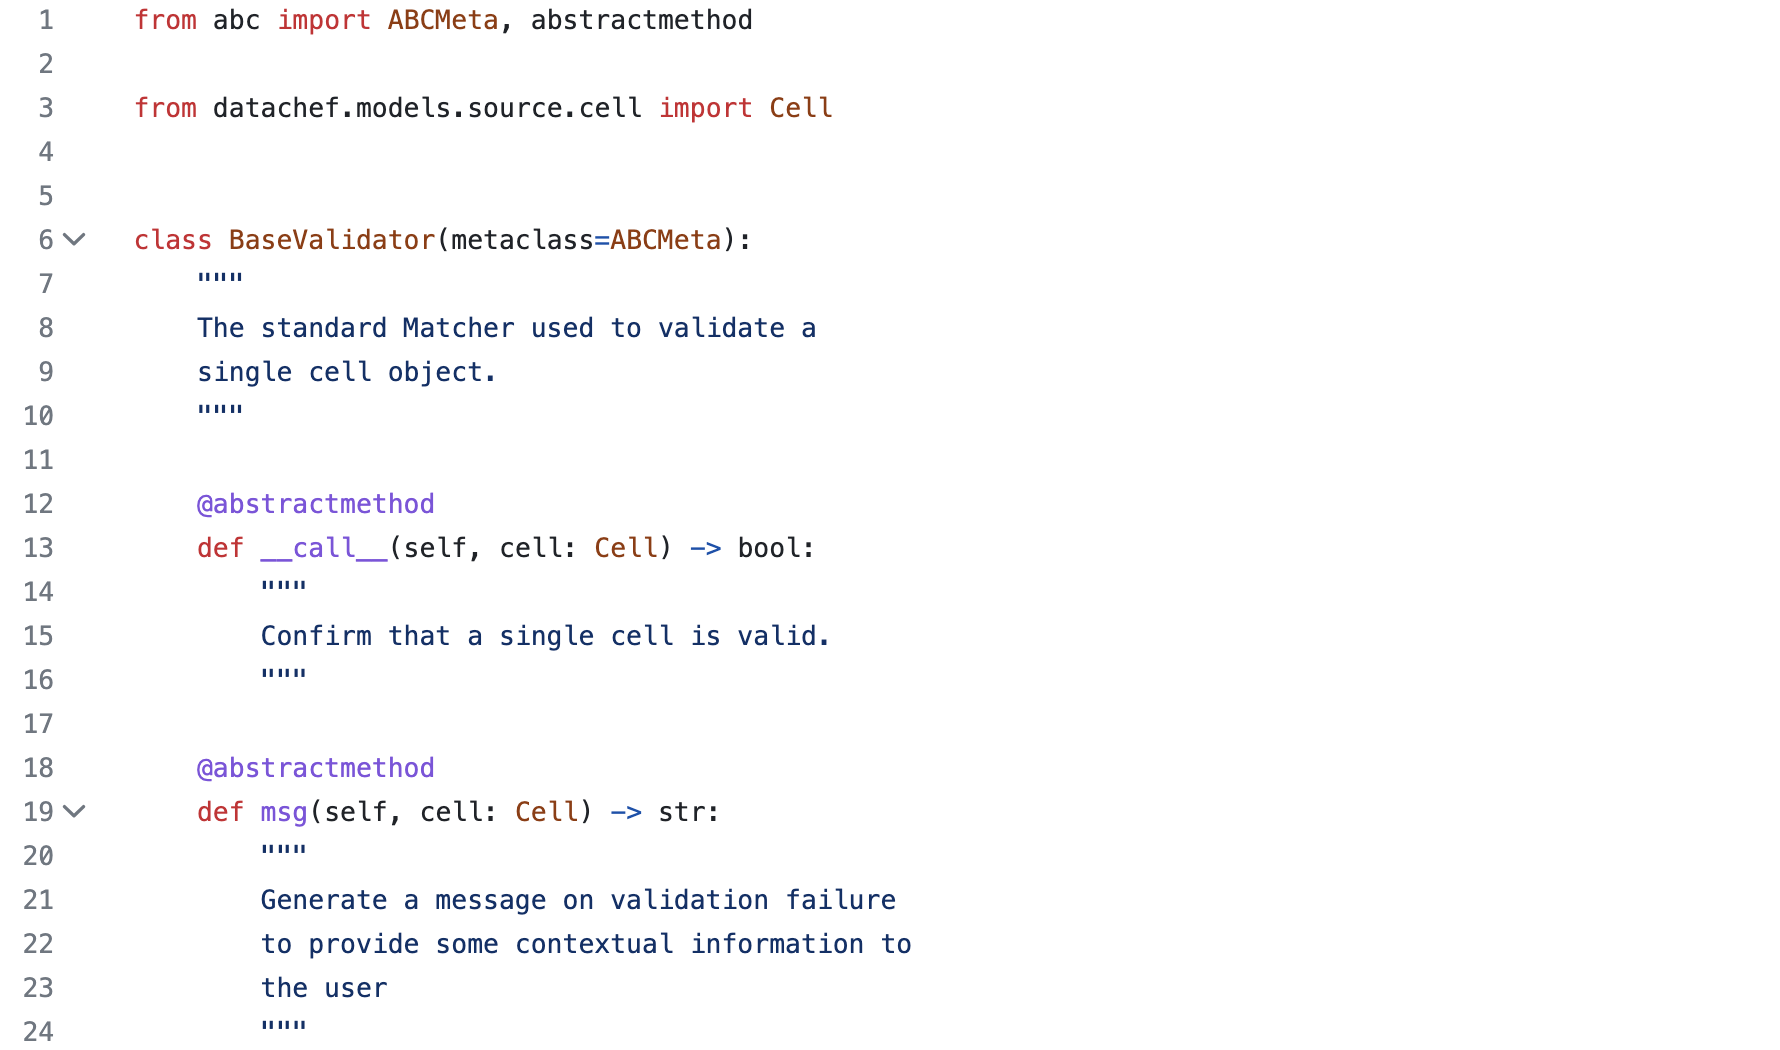 1 from abc import ABCMeta, abstractmethod
2
3 from datachef.models.source.cell import Cell
4
5
6 class BaseValidator(metaclass=ABCMeta):
7     """
8     The standard Matcher used to validate a
9     single cell object.
10     """
11
12     @abstractmethod
13     def __call__(self, cell: Cell) -> bool:
14         """
15         Confirm that a single cell is valid.
16         """
17
18     @abstractmethod
19     def msg(self, cell: Cell) -> str:
20         """
21         Generate a message on validation failure
22         to provide some contextual information to
23         the user
24         """